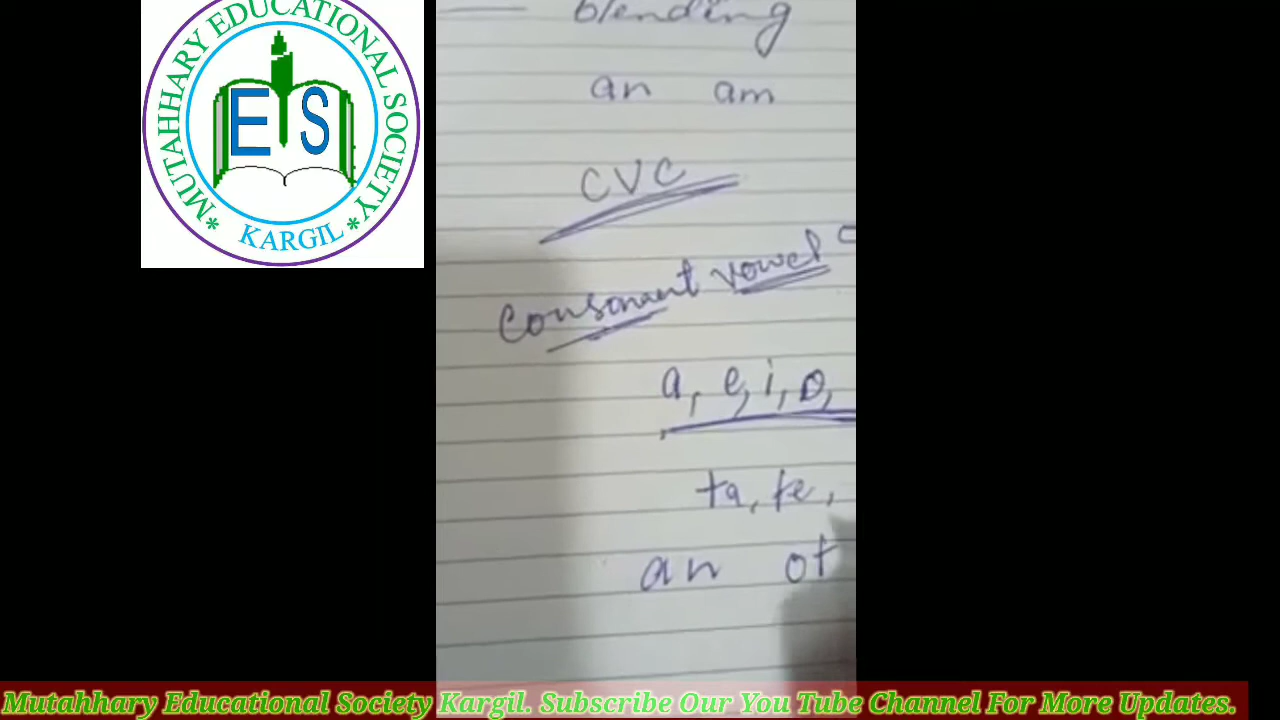 MUTAHHARY EDUCATIONAL SOCIETY
E S
* KARGIL *
blending
an am
CVC
Consonant vowel C
a, e, i, o,
ta, te,
an of
Mutahhary Educational Society Kargil. Subscribe Our You Tube Channel For More Updates.